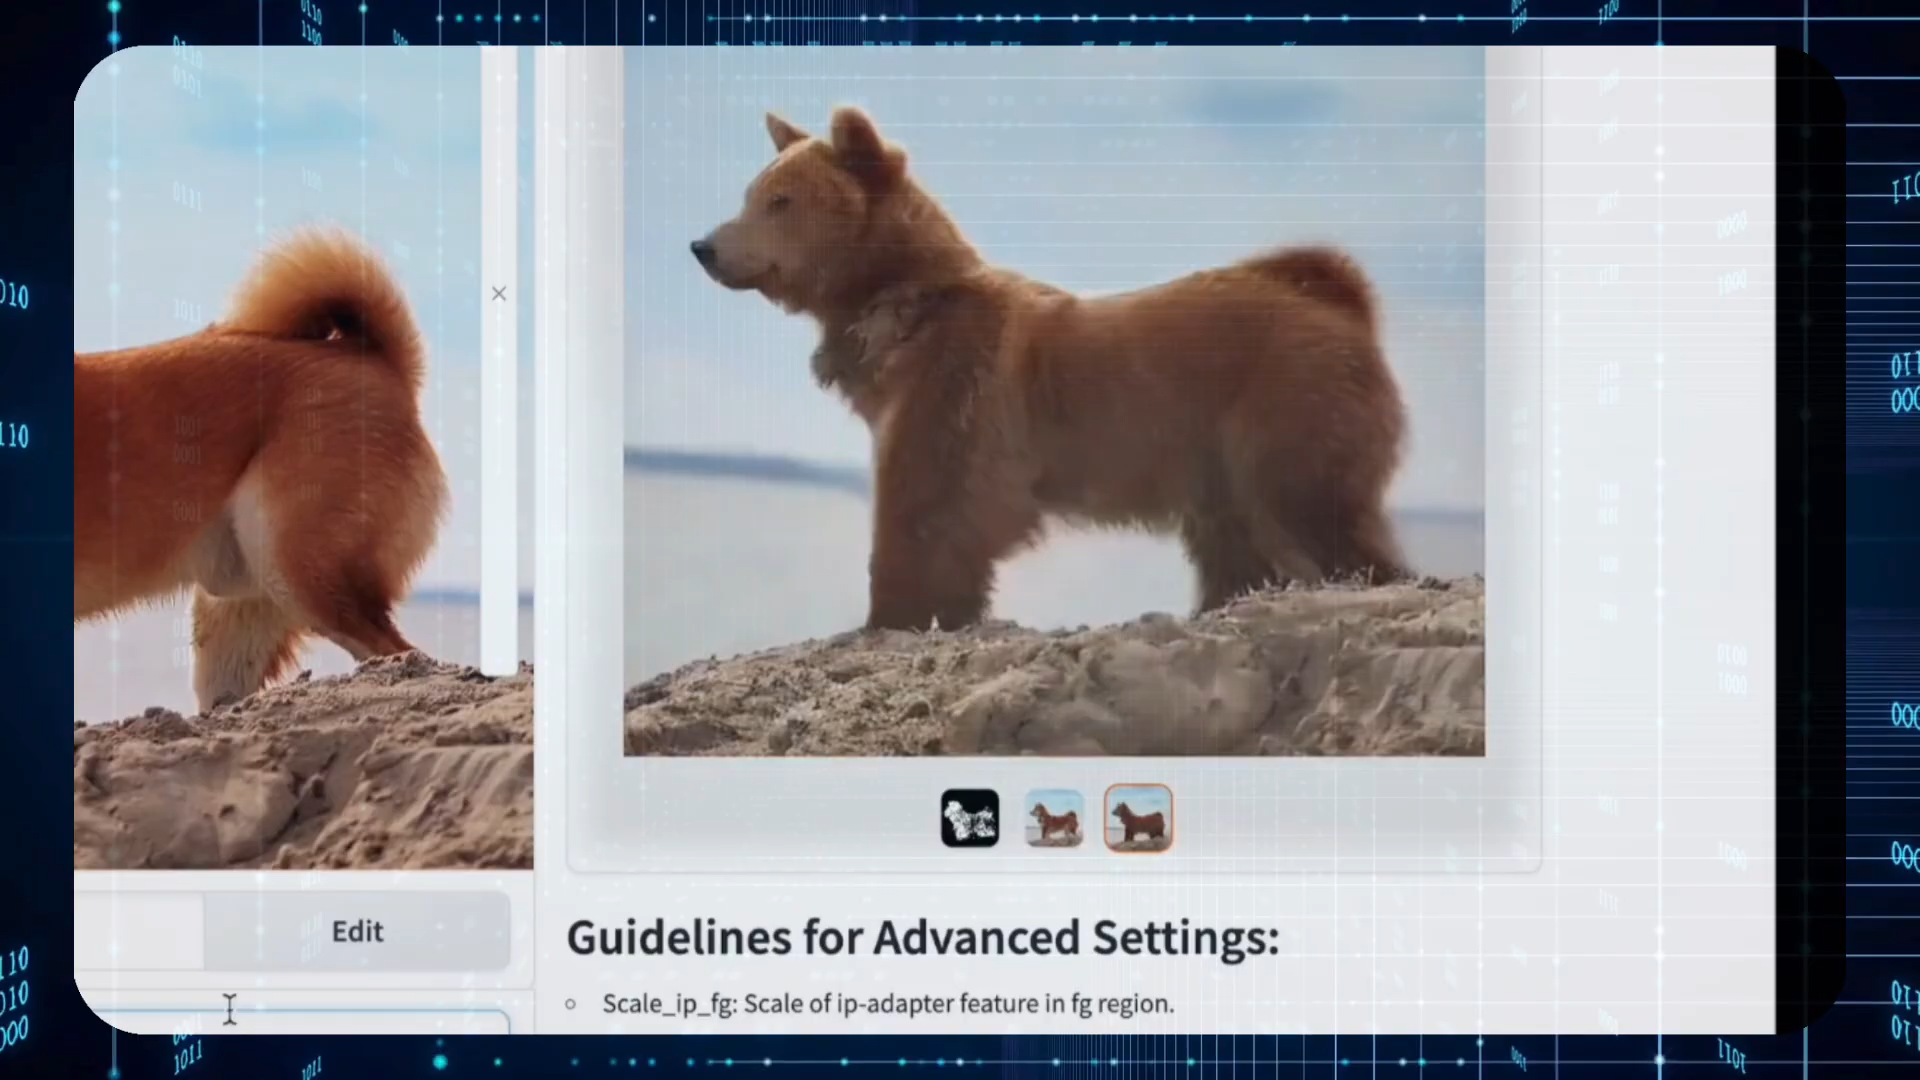 Edit
Guidelines for Advanced Settings:
Scale_ip_fg: Scale of ip-adapter feature in fg region.